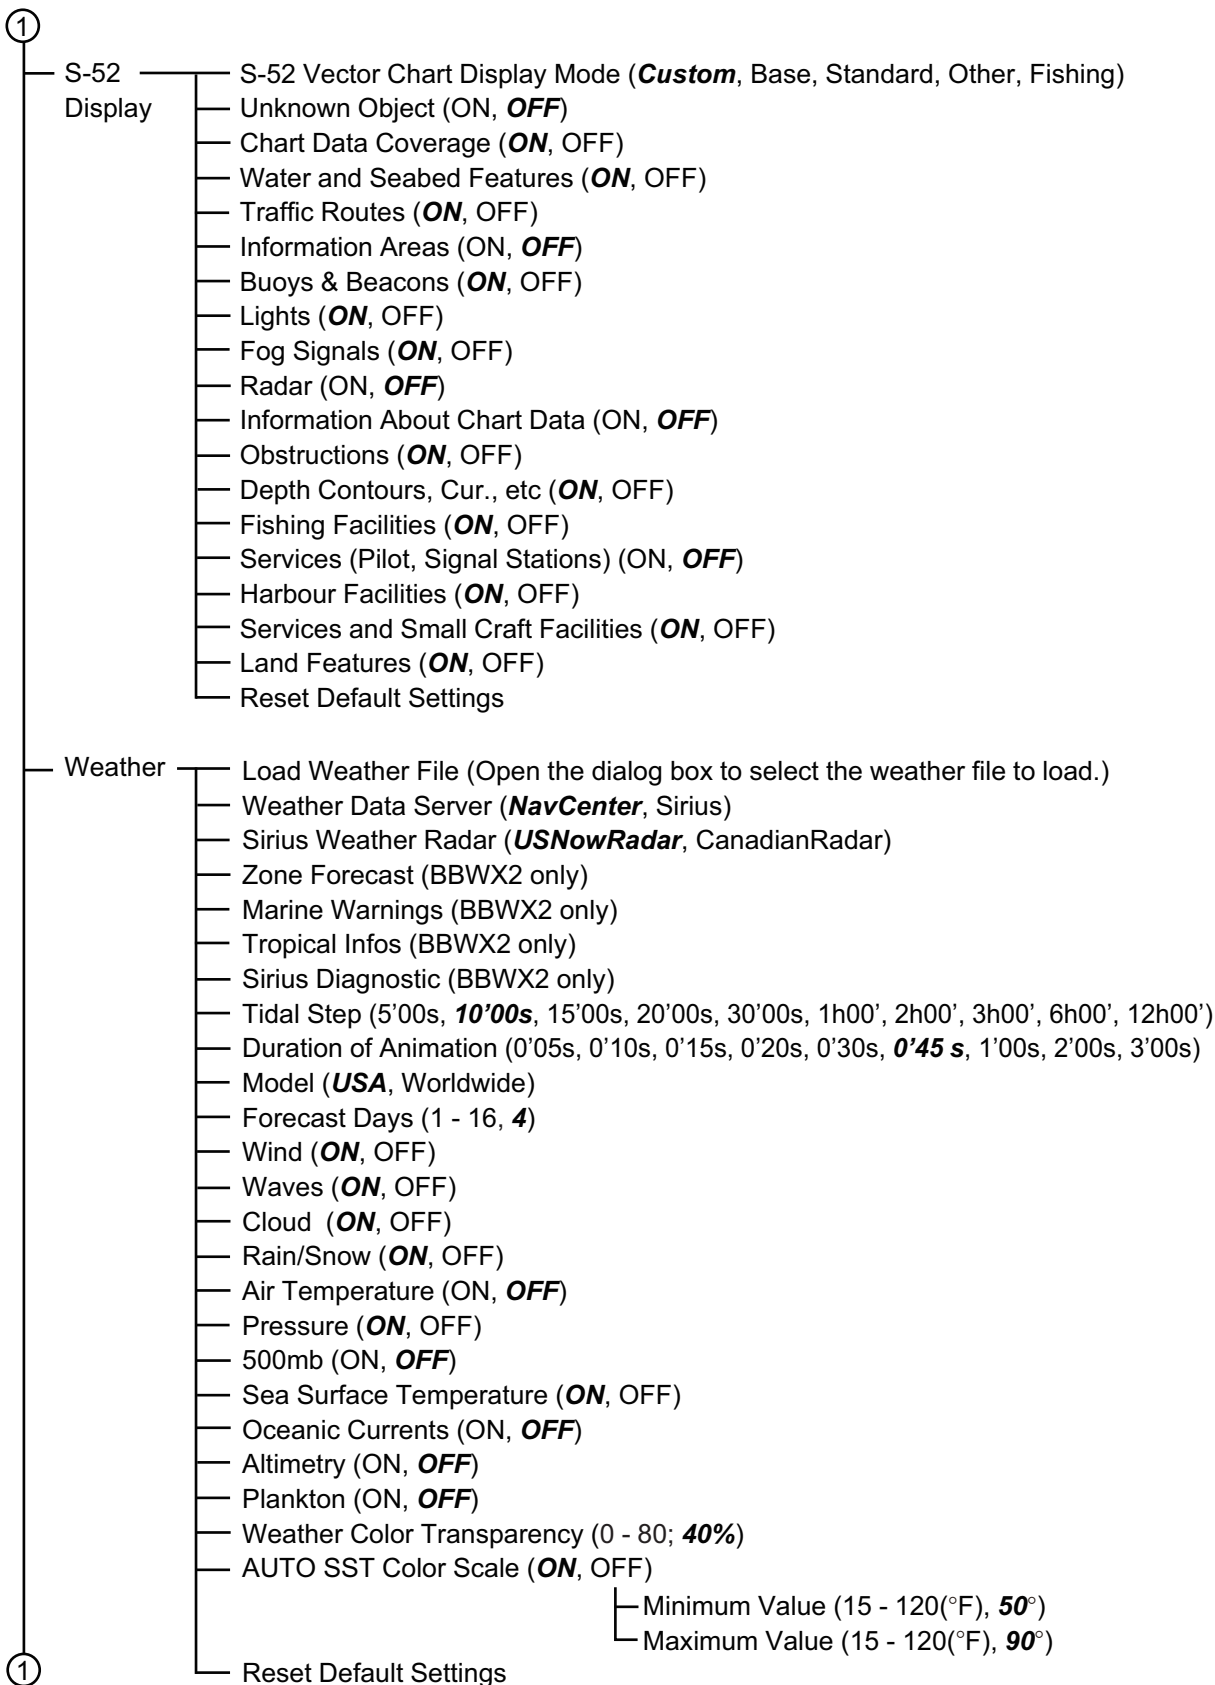 1
S-52 Display
S-52 Vector Chart Display Mode (Custom, Base, Standard, Other, Fishing)
Unknown Object (ON, OFF)
Chart Data Coverage (ON, OFF)
Water and Seabed Features (ON, OFF)
Traffic Routes (ON, OFF)
Information Areas (ON, OFF)
Buoys & Beacons (ON, OFF)
Lights (ON, OFF)
Fog Signals (ON, OFF)
Radar (ON, OFF)
Information About Chart Data (ON, OFF)
Obstructions (ON, OFF)
Depth Contours, Cur., etc (ON, OFF)
Fishing Facilities (ON, OFF)
Services (Pilot, Signal Stations) (ON, OFF)
Harbour Facilities (ON, OFF)
Services and Small Craft Facilities (ON, OFF)
Land Features (ON, OFF)
Reset Default Settings
Weather
Load Weather File (Open the dialog box to select the weather file to load.)
Weather Data Server (NavCenter, Sirius)
Sirius Weather Radar (USNowRadar, CanadianRadar)
Zone Forecast (BBWX2 only)
Marine Warnings (BBWX2 only)
Tropical Infos (BBWX2 only)
Sirius Diagnostic (BBWX2 only)
Tidal Step (5’00s, 10’00s, 15’00s, 20’00s, 30’00s, 1h00’, 2h00’, 3h00’, 6h00’, 12h00’)
Duration of Animation (0’05s, 0’10s, 0’15s, 0’20s, 0’30s, 0’45 s, 1’00s, 2’00s, 3’00s)
Model (USA, Worldwide)
Forecast Days (1 - 16, 4)
Wind (ON, OFF)
Waves (ON, OFF)
Cloud (ON, OFF)
Rain/Snow (ON, OFF)
Air Temperature (ON, OFF)
Pressure (ON, OFF)
500mb (ON, OFF)
Sea Surface Temperature (ON, OFF)
Oceanic Currents (ON, OFF)
Altimetry (ON, OFF)
Plankton (ON, OFF)
Weather Color Transparency (0 - 80; 40%)
AUTO SST Color Scale (ON, OFF)
Minimum Value (15 - 120(°F), 50°)
Maximum Value (15 - 120(°F), 90°)
Reset Default Settings
1